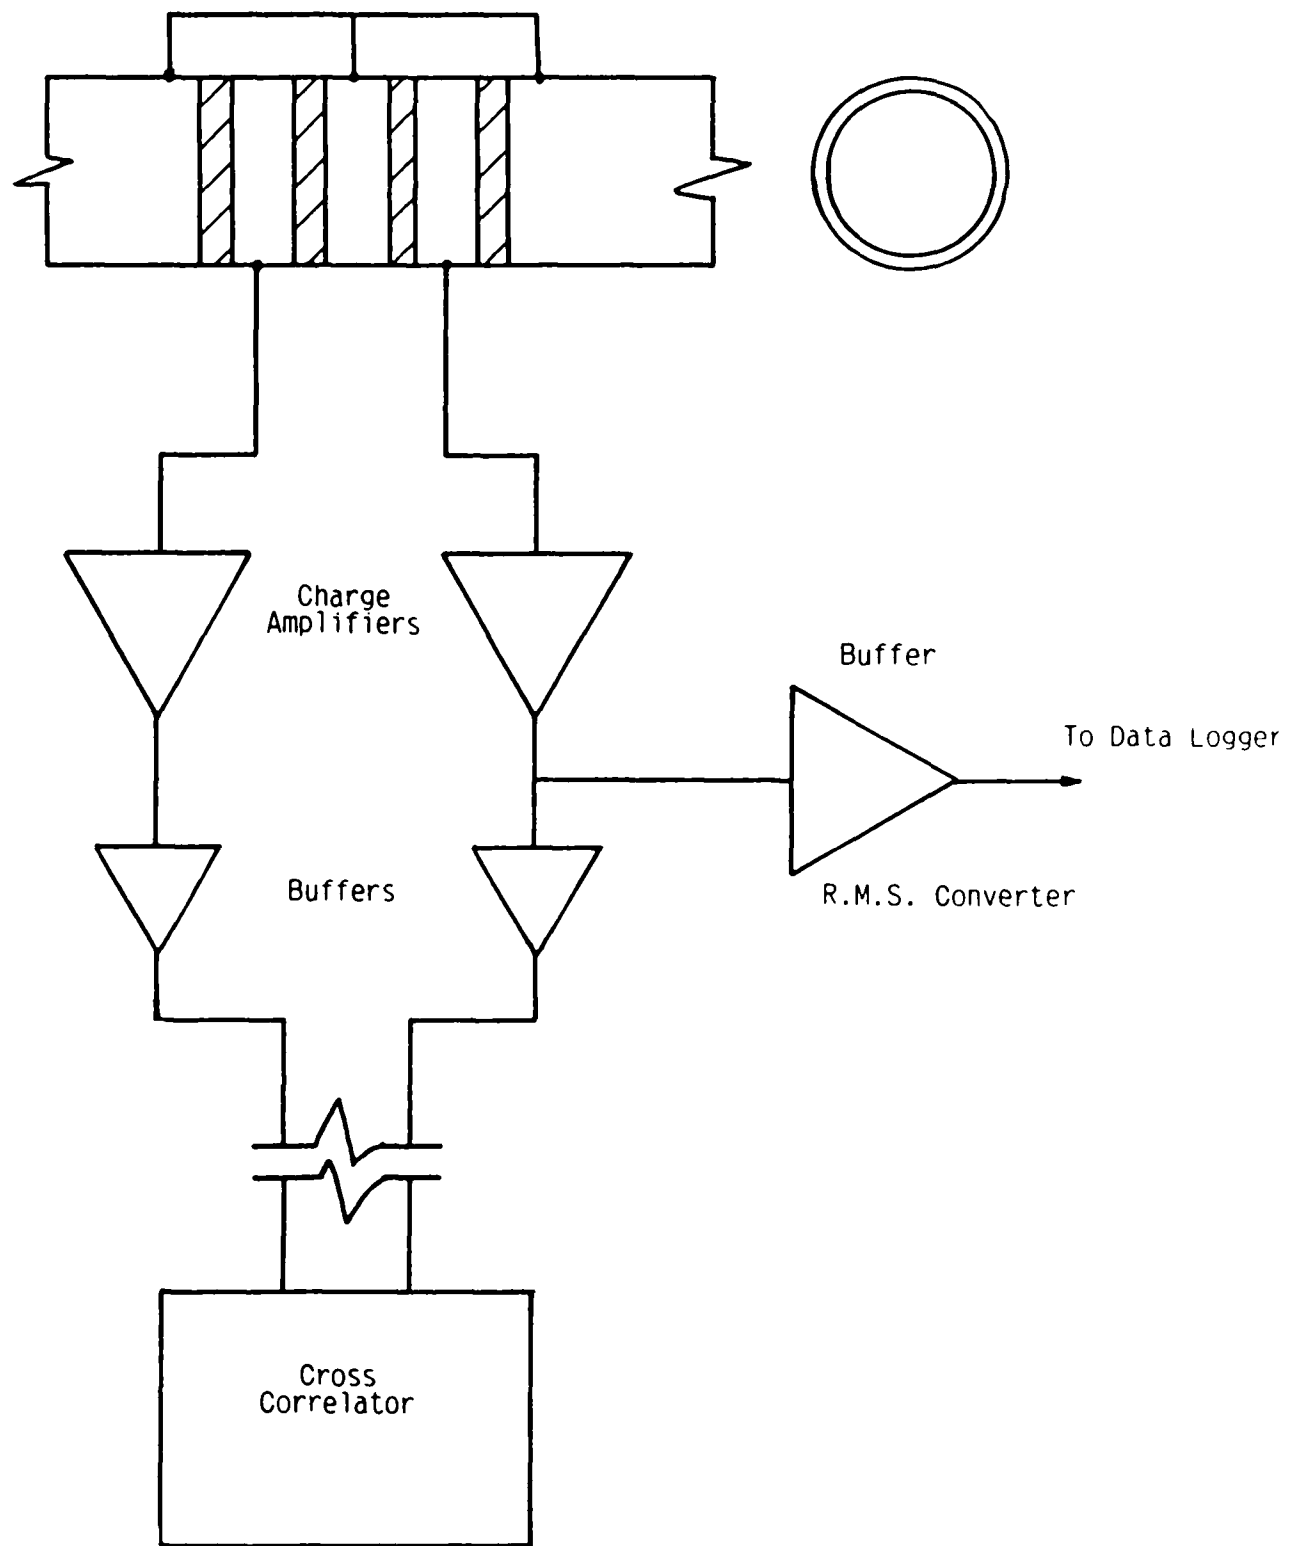 Charge
Amplifiers
Buffer
To Data Logger
Buffers
R.M.S. Converter
Cross
Correlator